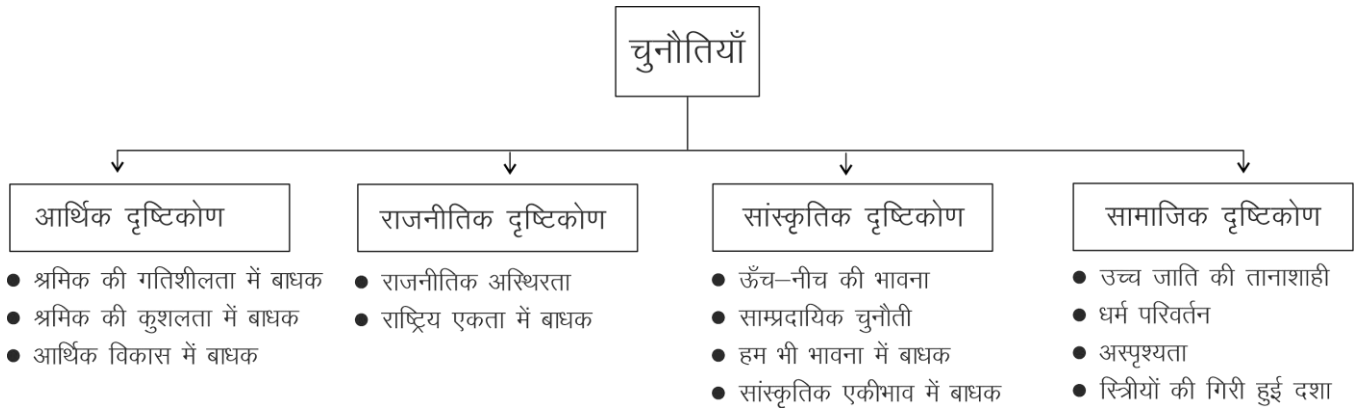 चुनौतियाँ
आर्थिक दृष्टिकोण
● श्रमिक की गतिशीलता में बाधक
● श्रमिक की कुशलता में बाधक
● आर्थिक विकास में बाधक
राजनीतिक दृष्टिकोण
● राजनीतिक अस्थिरता
● राष्ट्रिय एकता में बाधक
सांस्कृतिक दृष्टिकोण
● ऊँच–नीच की भावना
● साम्प्रदायिक चुनौती
● हम भी भावना में बाधक
● सांस्कृतिक एकीभाव में बाधक
सामाजिक दृष्टिकोण
● उच्च जाति की तानाशाही
● धर्म परिवर्तन
● अस्पृश्यता
● स्त्रिीयों की गिरी हुई दशा